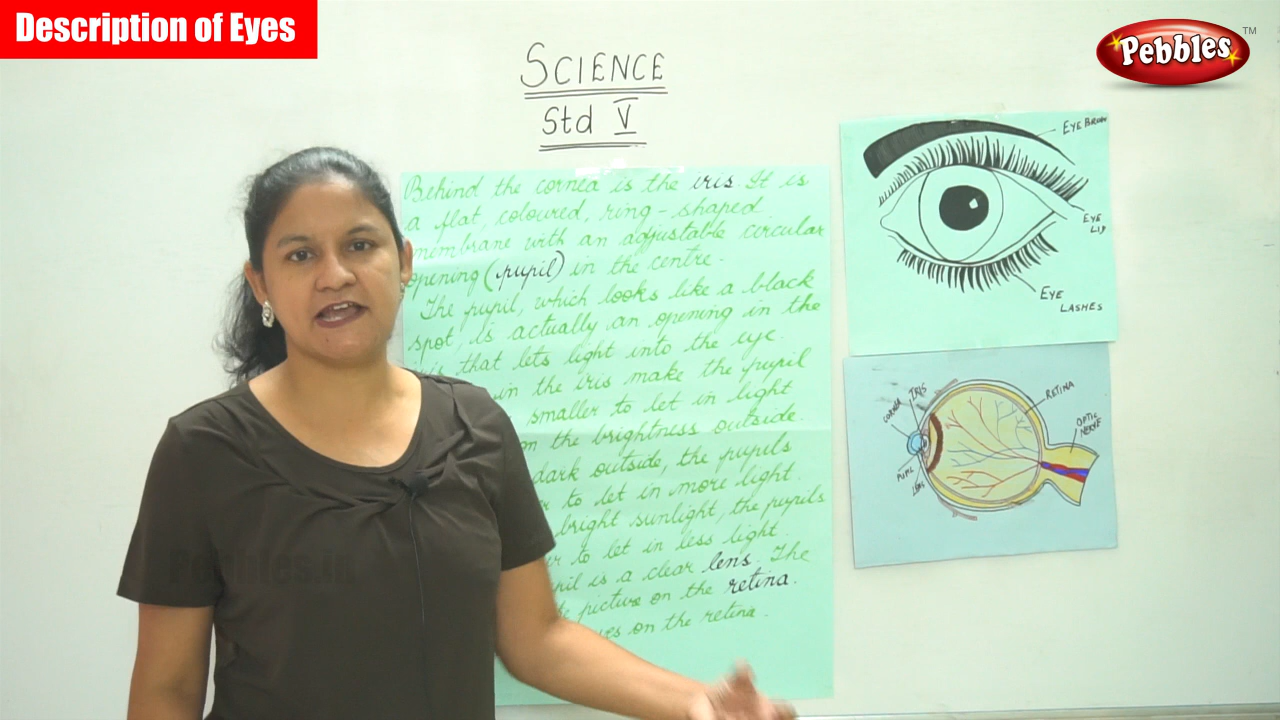 Description of Eyes
Pebbles
TM
SCIENCE
Std V
Behind the cornea is the iris. It is
a flat, coloured, ring-shaped
membrane with an adjustable circular
opening (pupil) in the centre.
The pupil, which looks like a black
spot, is actually an opening in the
that lets light into the eye.
in the iris make the pupil
smaller to let in light
on the brightness outside.
dark outside, the pupils
to let in more light.
bright sunlight, the pupils
to let in less light.
is a clear lens. The
picture on the retina.
on the retina.
EYE BROW
EYE LID
EYE
LASHES
CORNEA
IRIS
RETINA
OPTIC
NERVE
PUPIL
LENS
Pebbles.in